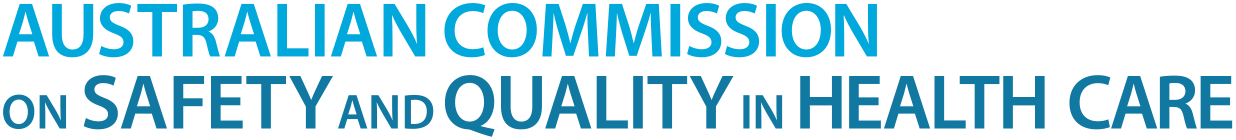 AUSTRALIAN COMMISSION
ON SAFETY AND QUALITY IN HEALTH CARE